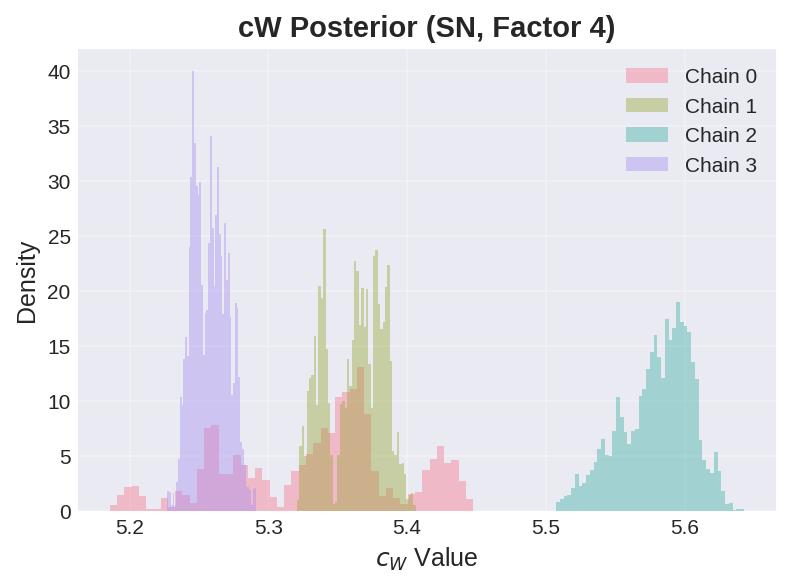 cW Posterior (SN, Factor 4)
Chain 0
Chain 1
Chain 2
Chain 3
Density
40
35
30
25
20
15
10
5
0
5.2 5.3 5.4 5.5 5.6
c_W Value